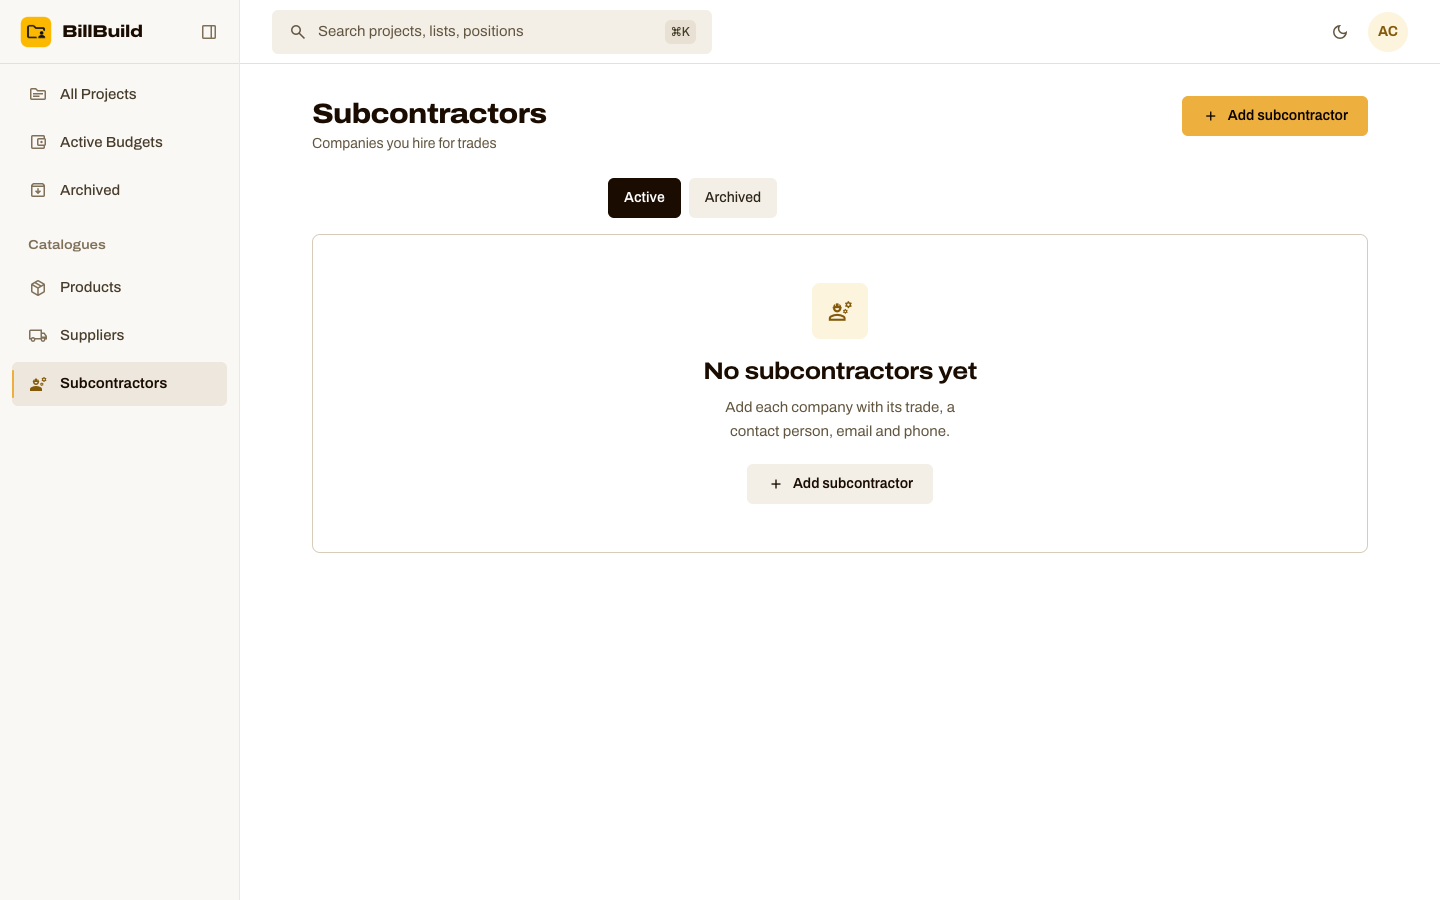 BillBuild
Search projects, lists, positions
⌘K
AC
All Projects
Active Budgets
Archived
Catalogues
Products
Suppliers
Subcontractors
Subcontractors
Companies you hire for trades
Add subcontractor
Active
Archived
No subcontractors yet
Add each company with its trade, a
contact person, email and phone.
Add subcontractor